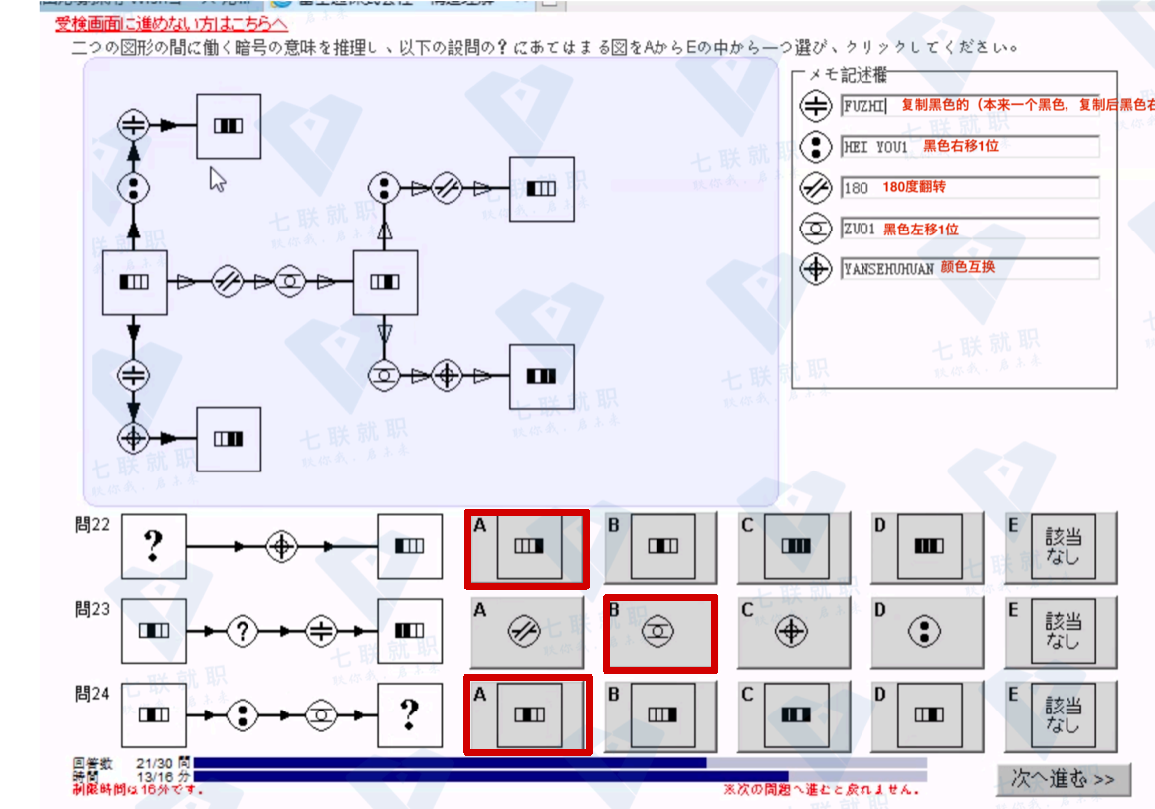 受検画面に進めない方はこちらへ
二つの図形の間に働く暗号の意味を推理し、以下の設問の?にあてはまる図をAからEの中から一つ選び、クリックしてください。
メモ記述欄
FUZHI 复制黑色的（本来一个黑色，复制后黑色右
HEI YOU1 黑色右移1位
180 180度翻转
ZUO1 黑色左移1位
YANSEHUHUAN 颜色互换
問22 ? A B C D E 該当なし
問23 ? A B C D E 該当なし
問24 ? A B C D E 該当なし
回答数 21/30 問
時間 13/16 分
制限時間は16分です。
※次の問題へ進むと戻れません。
次へ進む >>
七联就职